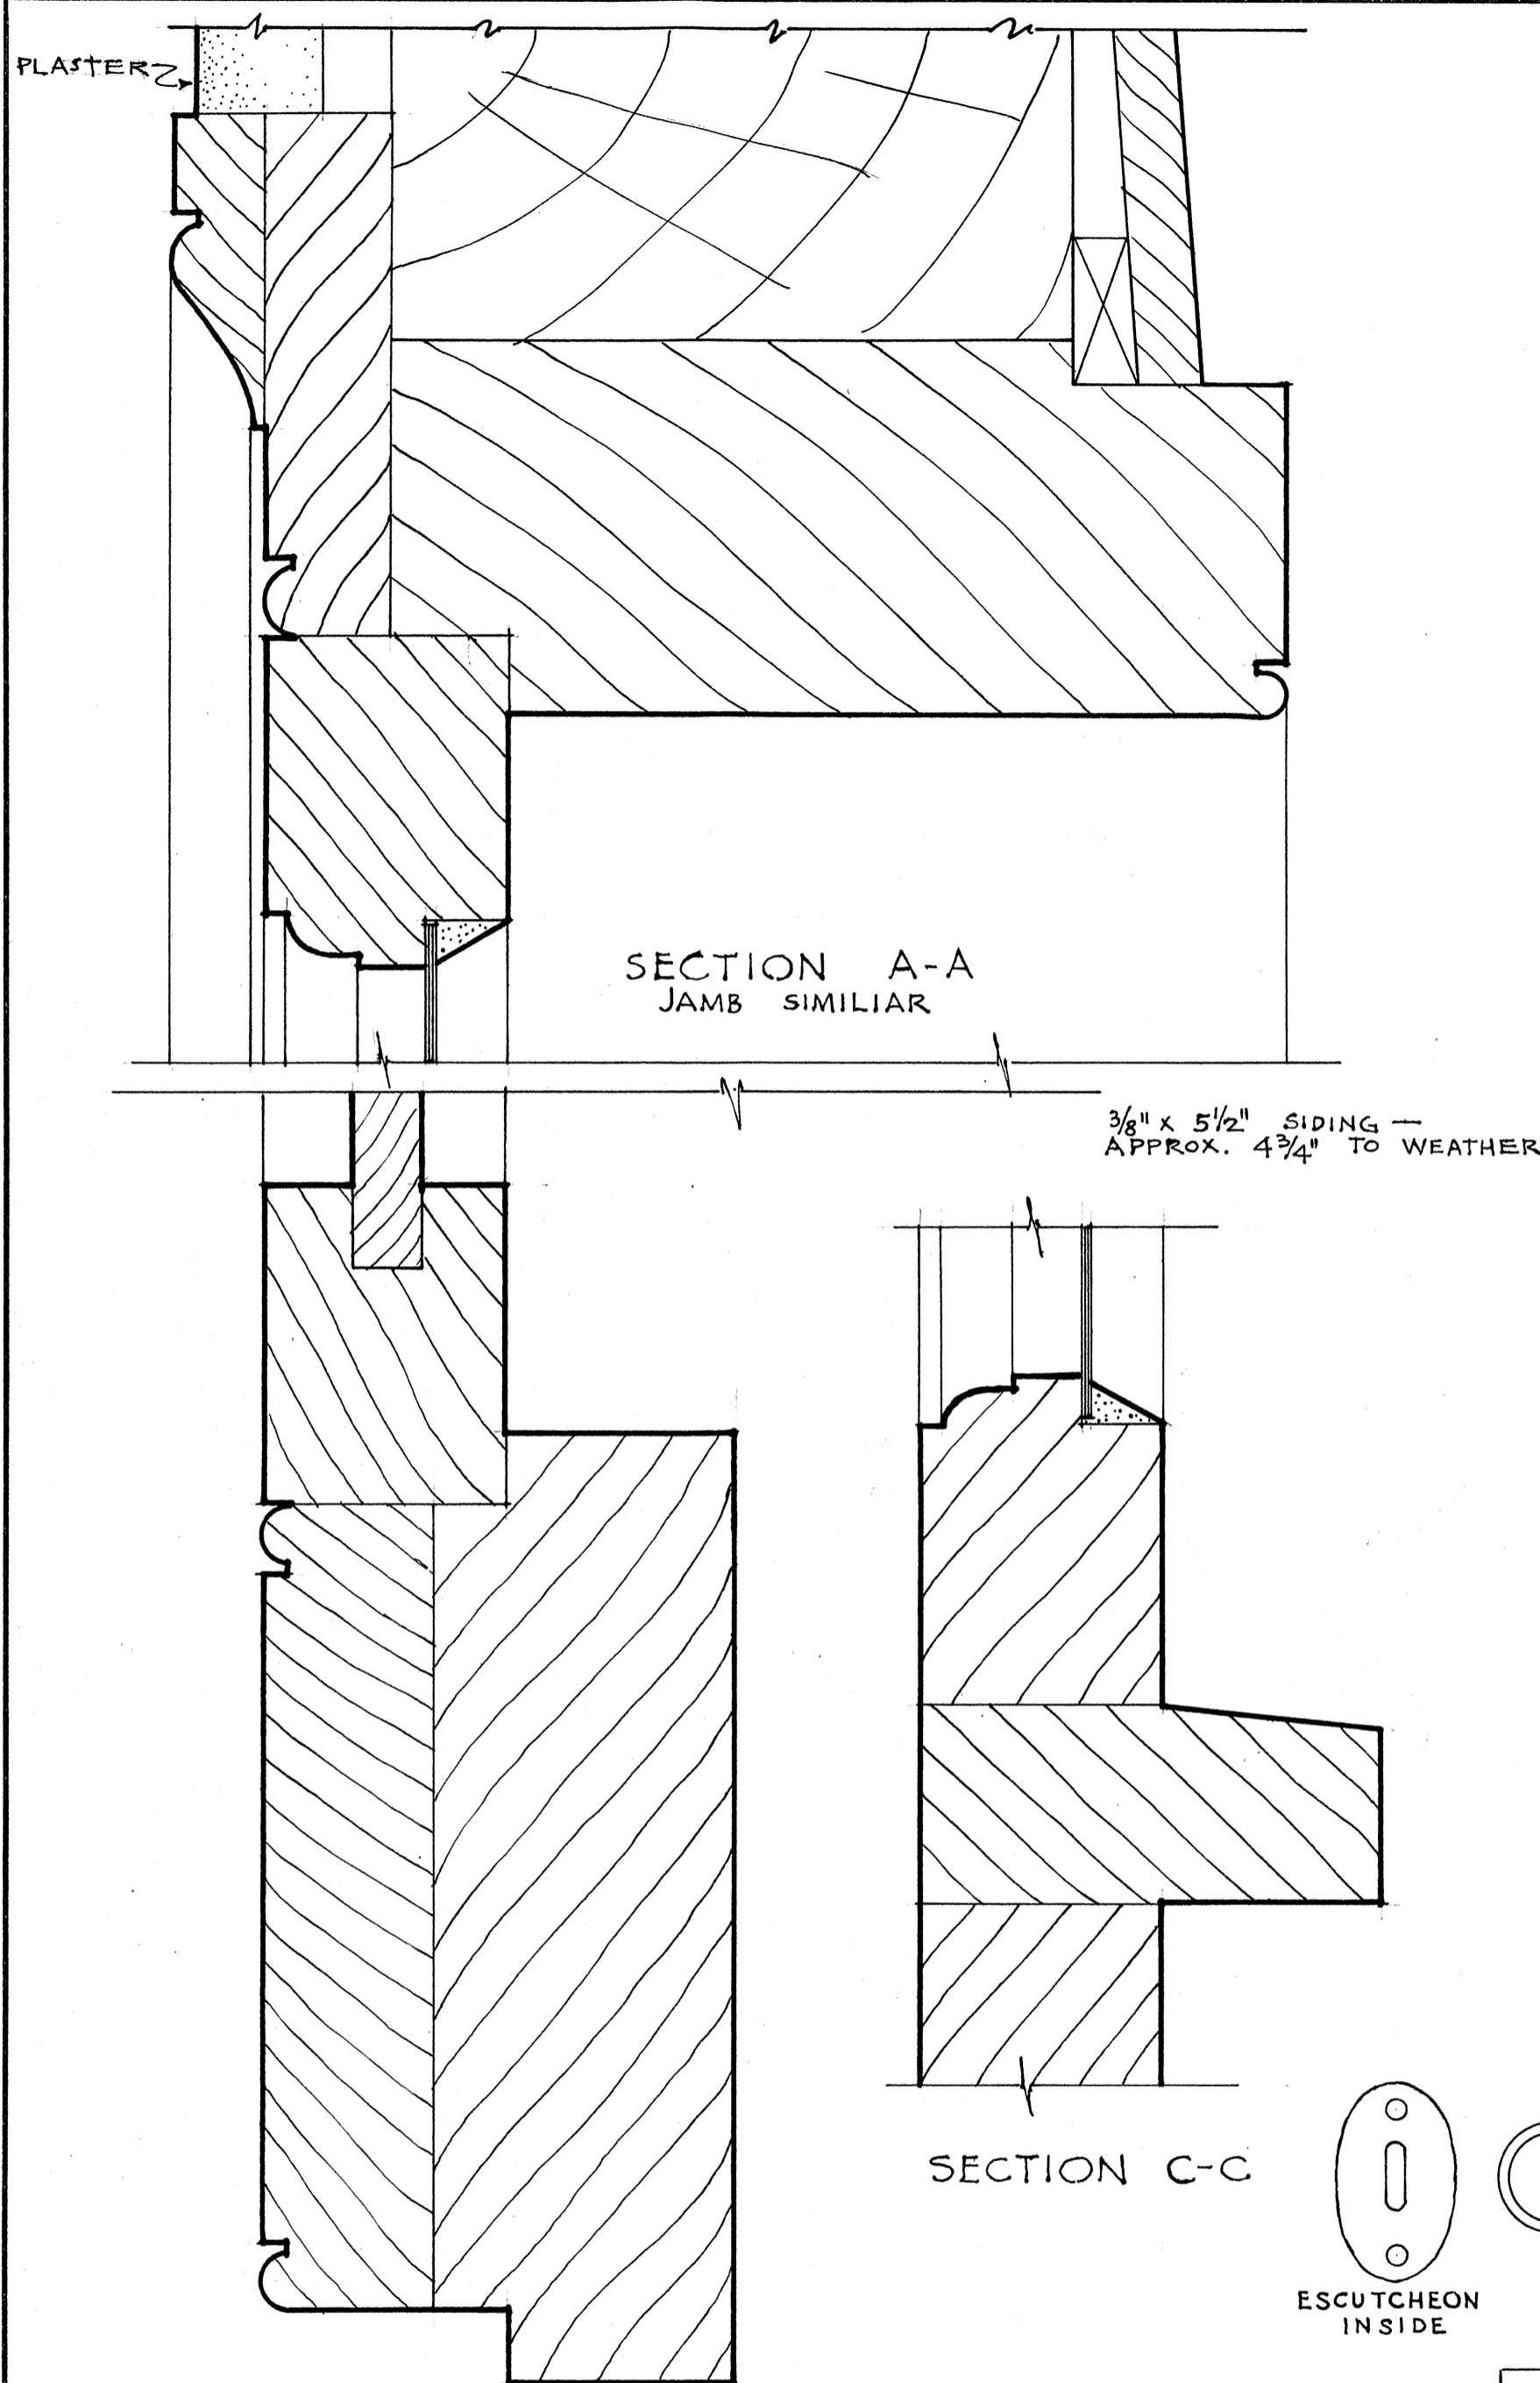 PLASTER
SECTION A-A
JAMB SIMILIAR
3/8" X 5 1/2" SIDING —
APPROX. 4 3/4" TO WEATHER
SECTION C-C
ESCUTCHEON
INSIDE